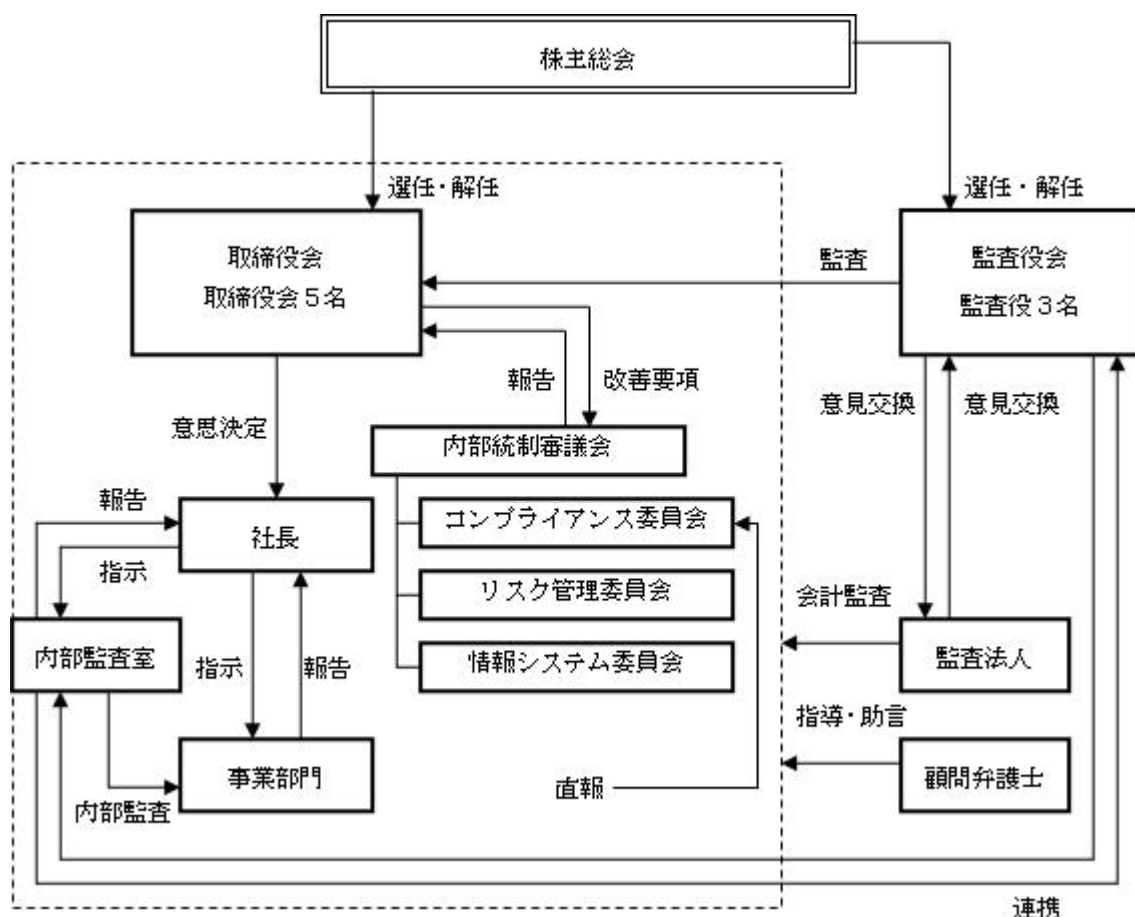 株主総会
選任・解任
選任・解任
取締役会
取締役会５名
監査
監査役会
監査役３名
報告
改善要項
意見交換
意見交換
意思決定
内部統制審議会
報告
社長
コンプライアンス委員会
指示
リスク管理委員会
会計監査
内部監査室
指示
報告
情報システム委員会
監査法人
指導・助言
事業部門
直報
顧問弁護士
内部監査
連携